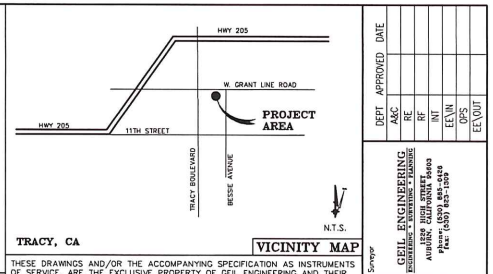 HWY 205
W. GRANT LINE ROAD
PROJECT
AREA
HWY 205
11TH STREET
TRACY BOULEVARD
BESSIE AVENUE
N.T.S.
TRACY, CA
VICINITY MAP
THESE DRAWINGS AND/OR THE ACCOMPANYING SPECIFICATION AS INSTRUMENTS
OF SERVICE, ARE THE EXCLUSIVE PROPERTY OF GEIL ENGINEERING AND THEIR
DEPT APPROVED DATE
A&C
RE
RF
INT
EE\IN
OPS
EE\OUT
Surveyor
GEIL ENGINEERING
ENGINEERING * SURVEYING * PLANNING
1226 HIGH STREET
AUBURN, CALIFORNIA 95603
phone: (530) 885-0426
fax: (530) 823-1309